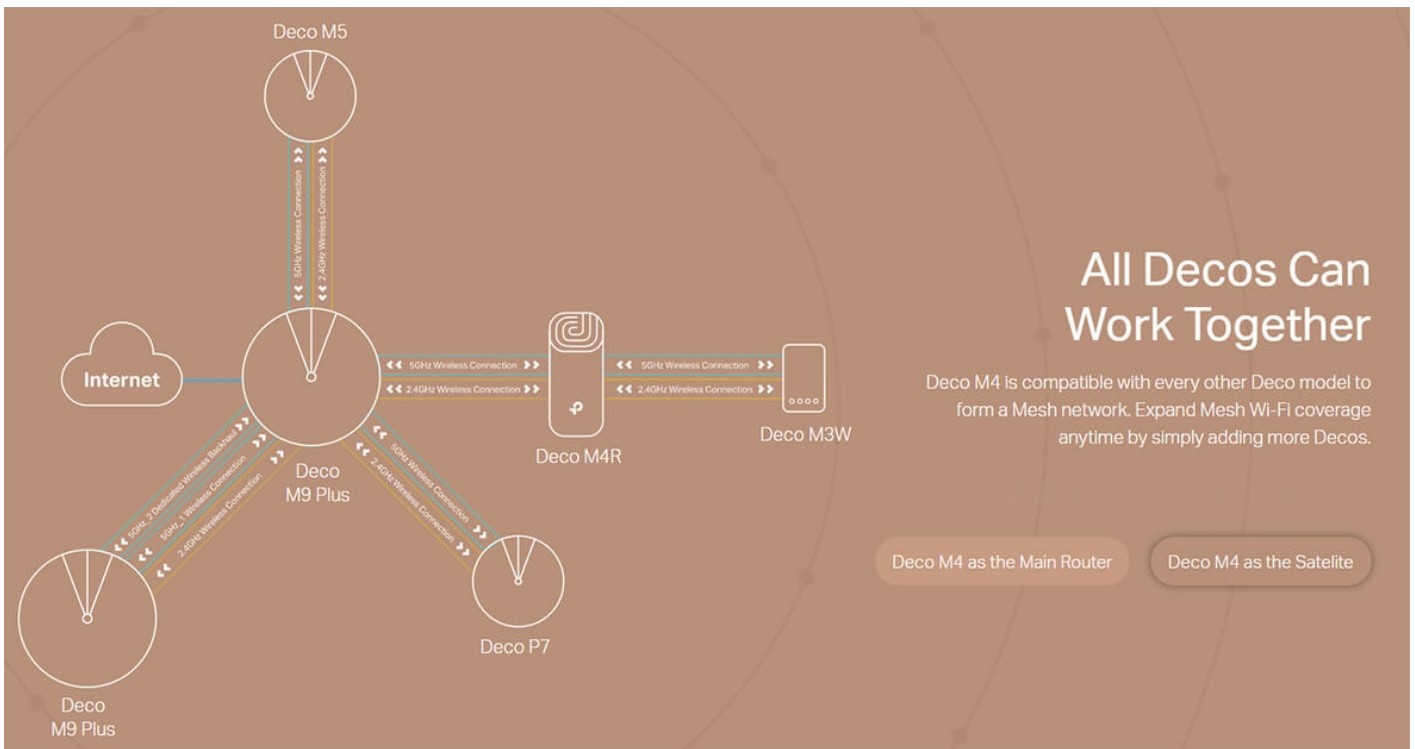 Deco M5
5GHz Wireless Connection
2.4GHz Wireless Connection
Internet
5GHz Wireless Connection
2.4GHz Wireless Connection
5GHz Wireless Connection
2.4GHz Wireless Connection
Deco M4R
Deco M3W
Deco
M9 Plus
5GHz_2 Dedicated Wireless Backhaul
5GHz_1 Wireless Connection
2.4GHz Wireless Connection
5GHz Wireless Connection
2.4GHz Wireless Connection
Deco P7
Deco
M9 Plus
All Decos Can
Work Together
Deco M4 is compatible with every other Deco model to
form a Mesh network. Expand Mesh Wi-Fi coverage
anytime by simply adding more Decos.
Deco M4 as the Main Router
Deco M4 as the Satelite